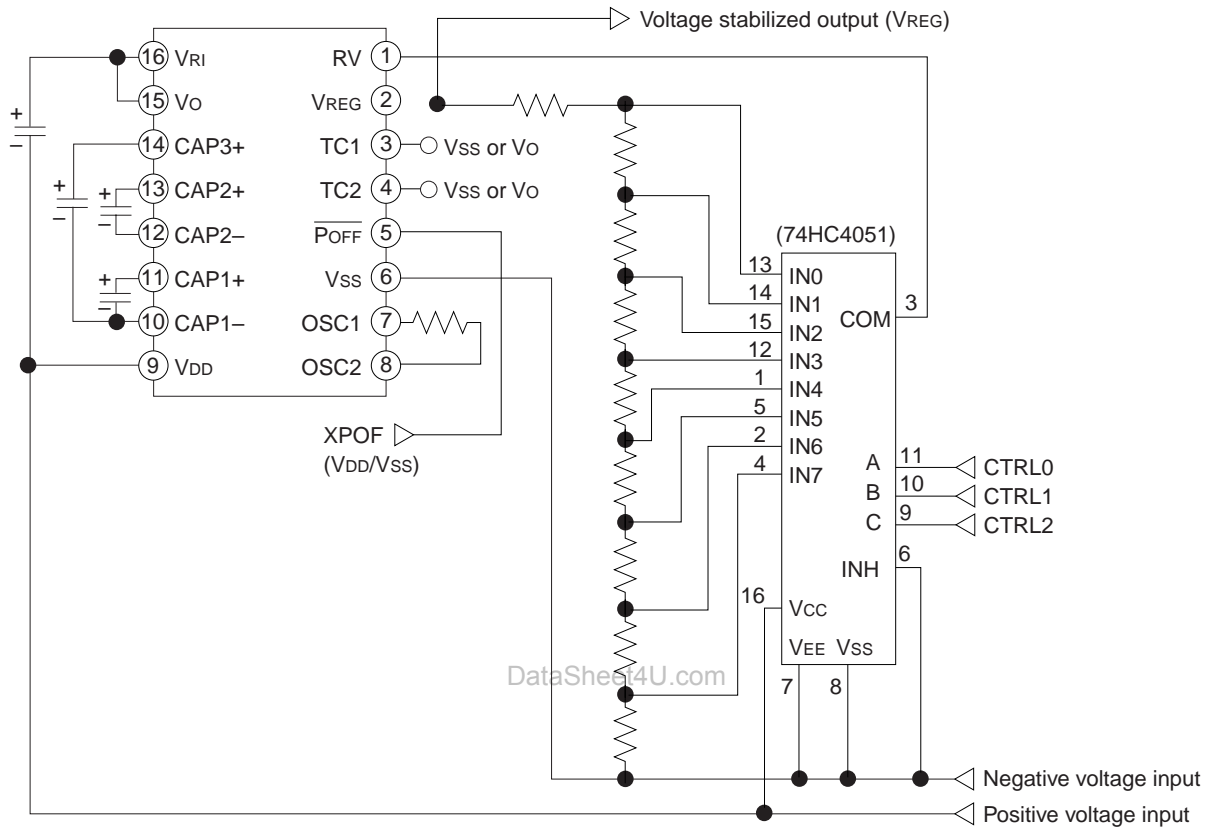 Voltage stabilized output (VREG)
16 VRI
RV 1
15 VO
VREG 2
14 CAP3+
TC1 3 VSS or VO
13 CAP2+
TC2 4 VSS or VO
12 CAP2–
POFF 5
11 CAP1+
VSS 6
10 CAP1–
OSC1 7
9 VDD
OSC2 8
+
–
+
–
+
–
+
–
XPOF
(VDD/VSS)
(74HC4051)
13 IN0
14 IN1
15 IN2
12 IN3
1 IN4
5 IN5
2 IN6
4 IN7
COM 3
A 11 CTRL0
B 10 CTRL1
C 9 CTRL2
INH 6
16 VCC
VEE VSS
7 8
DataSheet4U.com
Negative voltage input
Positive voltage input